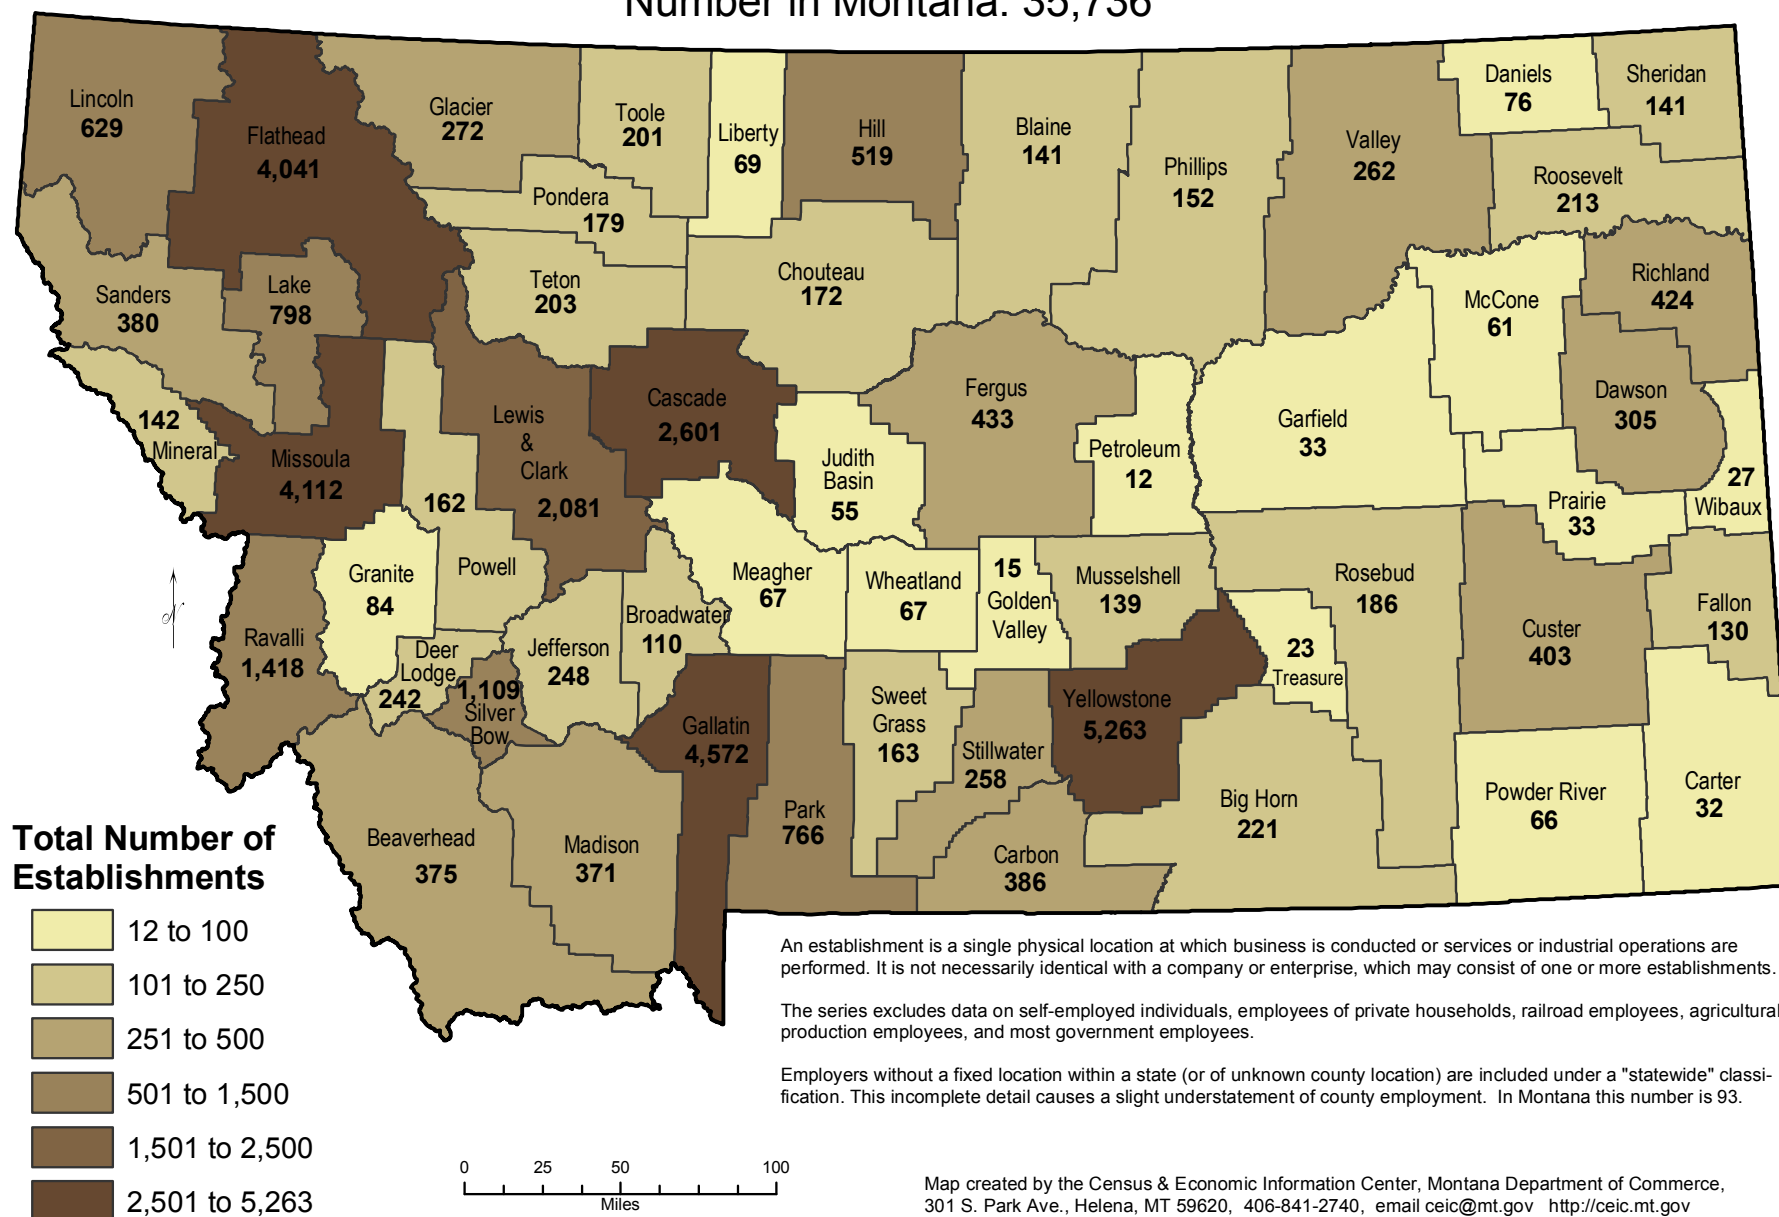 Number in Montana: 35,736
Lincoln
629
Flathead
4,041
Glacier
272
Toole
201
Liberty
69
Hill
519
Blaine
141
Phillips
152
Valley
262
Daniels
76
Sheridan
141
Roosevelt
213
Pondera
179
Teton
203
Chouteau
172
Richland
424
McCone
61
Sanders
380
Lake
798
Dawson
305
142
Mineral
Missoula
4,112
162
Powell
Lewis
&
Clark
2,081
Cascade
2,601
Judith
Basin
55
Fergus
433
Petroleum
12
Garfield
33
Prairie
33
27
Wibaux
N
Ravalli
1,418
Granite
84
Deer
Lodge
242
1,109
Silver
Bow
Jefferson
248
Broadwater
110
Meagher
67
Wheatland
67
15
Golden
Valley
Musselshell
139
Rosebud
186
23
Treasure
Custer
403
Fallon
130
Gallatin
4,572
Park
766
Sweet
Grass
163
Stillwater
258
Yellowstone
5,263
Big Horn
221
Powder River
66
Carter
32
Beaverhead
375
Madison
371
Carbon
386
Total Number of
Establishments
12 to 100
101 to 250
251 to 500
501 to 1,500
1,501 to 2,500
2,501 to 5,263
An establishment is a single physical location at which business is conducted or services or industrial operations are
performed. It is not necessarily identical with a company or enterprise, which may consist of one or more establishments.
The series excludes data on self-employed individuals, employees of private households, railroad employees, agricultural
production employees, and most government employees.
Employers without a fixed location within a state (or of unknown county location) are included under a "statewide" classi-
fication. This incomplete detail causes a slight understatement of county employment. In Montana this number is 93.
0 25 50 100
Miles
Map created by the Census & Economic Information Center, Montana Department of Commerce,
301 S. Park Ave., Helena, MT 59620, 406-841-2740, email ceic@mt.gov http://ceic.mt.gov